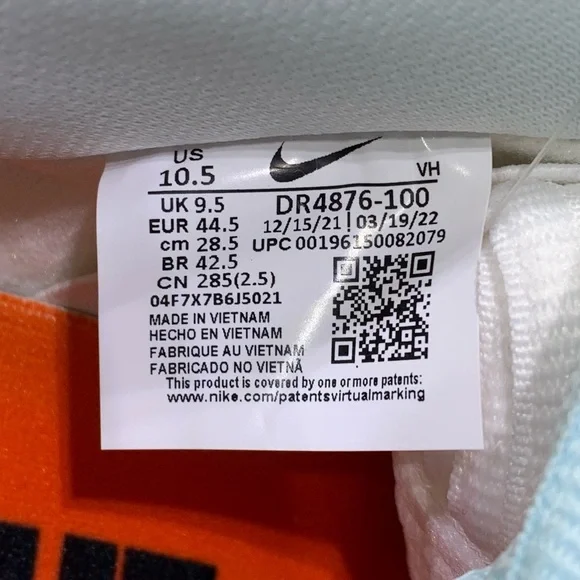 US
10.5
VH
UK 9.5
DR4876-100
EUR 44.5
12/15/21 | 03/19/22
cm 28.5
UPC 00196150082079
BR 42.5
CN 285(2.5)
04F7X7B6J5021
MADE IN VIETNAM
HECHO EN VIETNAM
FABRIQUE AU VIETNAM
FABRICADO NO VIETNÃ
This product is covered by one or more patents:
www.nike.com/patentsvirtualmarking